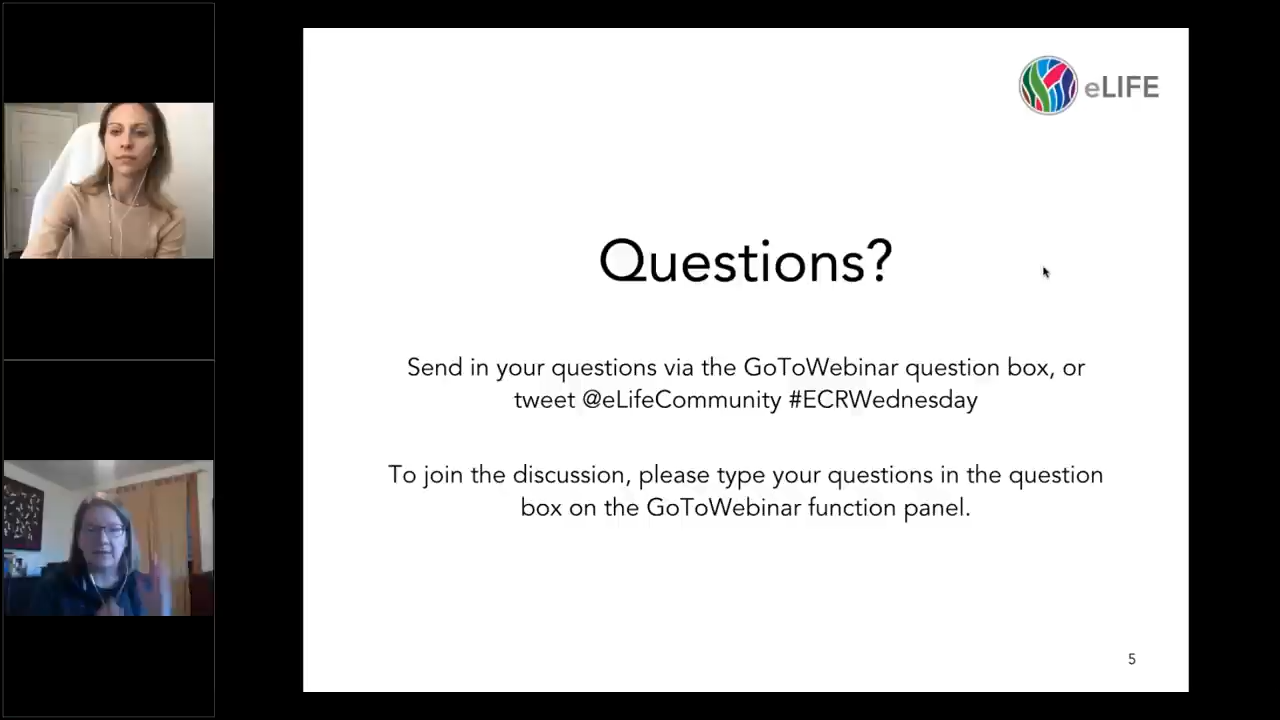 eLIFE
Questions?
Send in your questions via the GoToWebinar question box, or
tweet @eLifeCommunity #ECRWednesday
To join the discussion, please type your questions in the question
box on the GoToWebinar function panel.
5